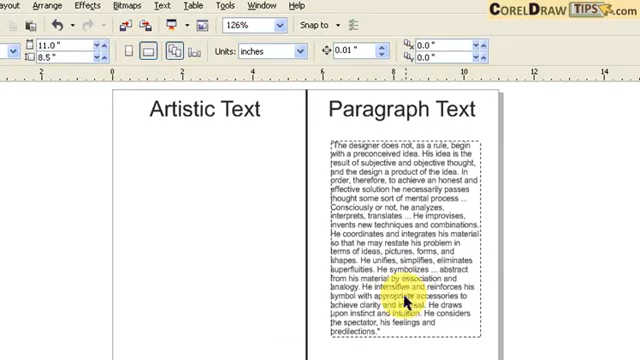 CORELDRAW TIPS.com
ayout Arrange Effects Bitmaps Text Table Tools Window Help
126% Snap to
11.0 "
8.5 "
Units: inches 0.01 " 0.0 "
0.0 "
2 0 2 4 6 8 10 12 14
Artistic Text Paragraph Text
"The designer does not, as a rule, begin
with a preconceived idea. His idea is the
result of subjective and objective thought,
and the design a product of the idea. In
order, therefore, to achieve an honest and
effective solution he necessarily passes
thought some sort of mental process ...
Consciously or not, he analyzes,
interprets, translates ... He improvises,
invents new techniques and combinations.
He coordinates and integrates his material
so that he may restate his problem in
terms of ideas, pictures, forms, and
shapes. He unifies, simplifies, eliminates
superfluities. He symbolizes ... abstract
from his material by association and
analogy. He intensifies and reinforces his
symbol with appropriate accessories to
achieve clarity and interest. He draws
upon instinct and intuition. He considers
the spectator, his feelings and
predilections."